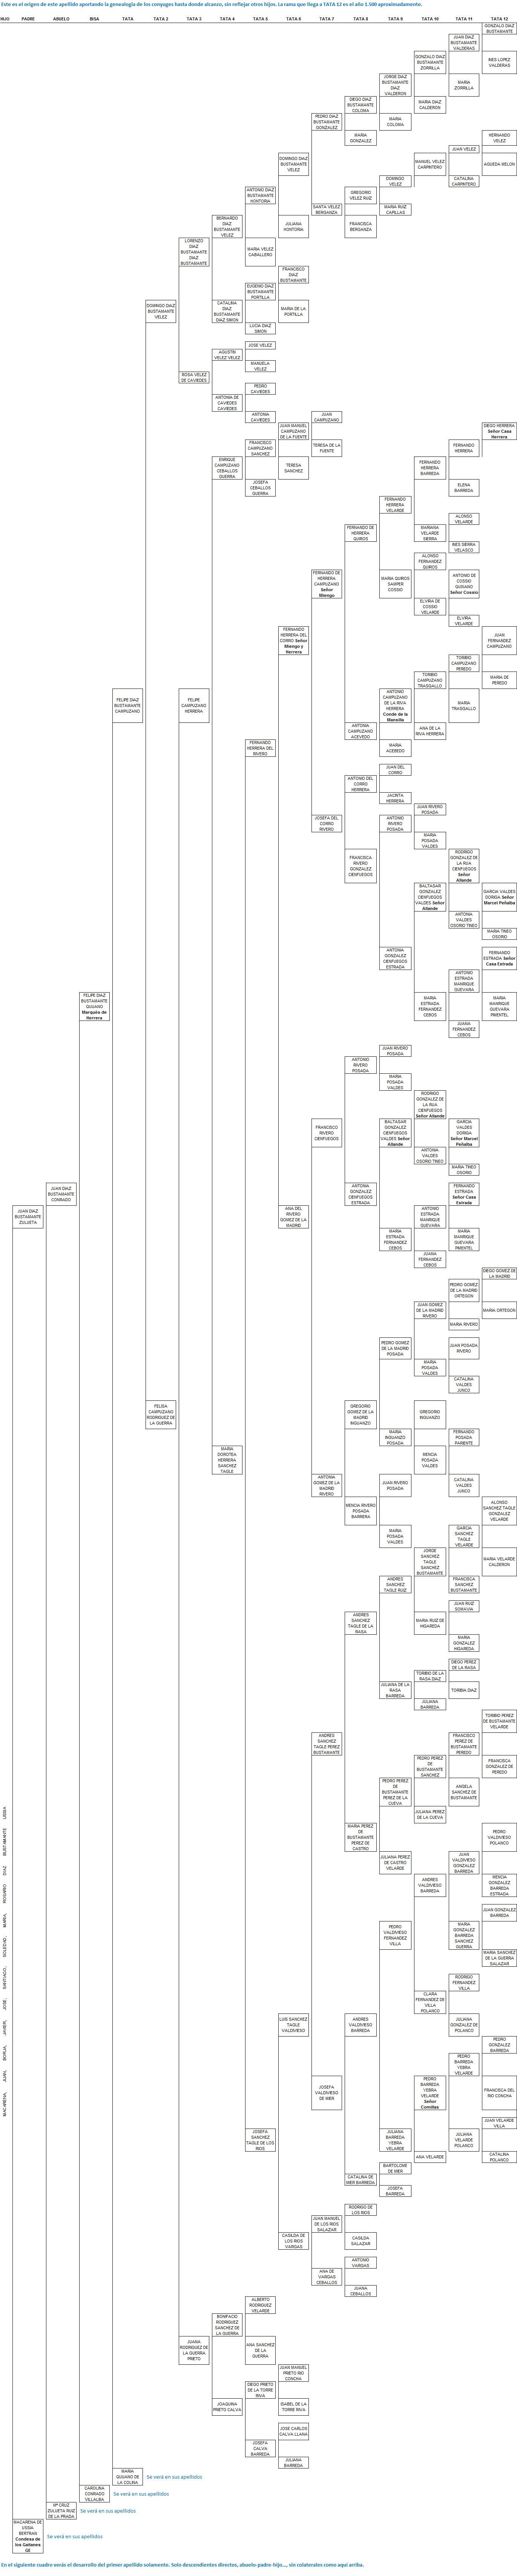 Este es el origen de este apellido aportando la genealogía de los conyuges hasta donde alcanzo, sin reflejar otros hijos. La rama que llega a TATA 12 es el año 1.500 aproximadamente.
HIJO PADRE ABUELO BISA TATA TATA 2 TATA 3 TATA 4 TATA 5 TATA 6 TATA 7 TATA 8 TATA 9 TATA 10 TATA 11 TATA 12
GONZALO DIAZ
BUSTAMANTE
JUAN DIAZ
BUSTAMANTE
VALDERAS
GONZALO DIAZ
BUSTAMANTE
ZORRILLA
INES LOPEZ
VALDERAS
JORGE DIAZ
BUSTAMANTE
DIAZ
VALDERON
MARIA
ZORRILLA
DIEGO DIAZ
BUSTAMANTE
COLOMA
MARIA DIAZ
CALDERON
PEDRO DIAZ
BUSTAMANTE
GONZALEZ
MARIA
COLOMA
MARIA
GONZALEZ
HERNANDO
VELEZ
JUAN VELEZ
DOMINGO DIAZ
BUSTAMANTE
VELEZ
MANUEL VELEZ
CARPINTERO
AGUEDA MELON
DOMINGO
VELEZ
CATALINA
CARPINTERO
ANTONIO DIAZ
BUSTAMANTE
HONTORIA
GREGORIO
VELEZ RUIZ
SANTA VELEZ
BERGANZA
MARIA RUIZ
CAPILLAS
BERNARDO DIAZ
BUSTAMANTE
VELEZ
JULIANA
HONTORIA
FRANCISCA
BERGANZA
LORENZO
DIAZ
BUSTAMANTE
DIAZ
BUSTAMANTE
MARIA VELEZ
CABALLERO
FRANCISCO
DIAZ
BUSTAMANTE
EUGENIO DIAZ
BUSTAMANTE
PORTILLA
DOMINGO DIAZ
BUSTAMANTE
VELEZ
CATALINA
DIAZ
BUSTAMANTE
DIAZ SIMON
MARIA DE LA
PORTILLA
LUCIA DIAZ
SIMON
JOSE VELEZ
AGUSTIN
VELEZ VELEZ
MANUELA
VELEZ
ROSA VELEZ
DE CAVIEDES
PEDRO
CAVIEDES
ANTONIA DE
CAVIEDES
CAVIEDES
ANTONIA
CAVIEDES
JUAN
CAMPUZANO
JUAN MANUEL
CAMPUZANO
DE LA FUENTE
DIEGO HERRERA
Señor Casa
Herrera
FRANCISCO
CAMPUZANO
SANCHEZ
TERESA DE LA
FUENTE
FERNANDO
HERRERA
ENRIQUE
CAMPUZANO
CEBALLOS
GUERRA
TERESA
SANCHEZ
FERNANDO
HERRERA
BARREDA
JOSEFA
CEBALLOS
GUERRA
ELENA
BARREDA
FERNANDO
HERRERA
VELARDE
ALONSO
VELARDE
FERNANDO DE
HERRERA
QUIROS
MARIANA
VELARDE
SIERRA
INES SIERRA
VELASCO
ALONSO
FERNANDEZ
QUIROS
FERNANDO DE
HERRERA
CAMPUZANO
Señor
Miengo
MARIA QUIROS
SAMPER
COSSIO
ANTONIO DE
COSSIO
QUIJANO
Señor Cossio
ELVIRA DE
COSSIO
VELARDE
ELVIRA
VELARDE
FERNANDO
HERRERA DEL
CORRO Señor
Miengo y
Herrera
JUAN
FERNANDEZ
CAMPUZANO
TORIBIO
CAMPUZANO
PEREDO
TORIBIO
CAMPUZANO
TRASGALLO
MARIA DE
PEREDO
FELIPE DIAZ
BUSTAMANTE
CAMPUZANO
FELIPE
CAMPUZANO
HERRERA
ANTONIO
CAMPUZANO
DE LA RIVA
HERRERA
Conde de la
Mansilla
MARIA
TRASGALLO
ANTONIA
CAMPUZANO
ACEVEDO
ANA DE LA
RIVA HERRERA
FERNANDO
HERRERA DEL
RIVERO
MARIA
ACEBEDO
JUAN DEL
CORRO
ANTONIO DEL
CORRO
HERRERA
JACINTA
HERRERA
JOSEFA DEL
CORRO
RIVERO
ANTONIO
RIVERO
POSADA
JUAN RIVERO
POSADA
MARIA
POSADA
VALDES
FRANCISCA
RIVERO
GONZALEZ
CIENFUEGOS
RODRIGO
GONZALEZ DE
LA RUA
CIENFUEGOS
Señor
Allande
BALTASAR
GONZALEZ
CIENFUEGOS
VALDES Señor
Allande
GARCIA VALDES
DORIGA Señor
Marcel Peñalba
ANTONIA
VALDES
OSORIO TINEO
MARIA TINEO
OSORIO
ANTONIA
GONZALEZ
CIENFUEGOS
ESTRADA
FERNANDO
ESTRADA Señor
Casa Estrada
ANTONIO
ESTRADA
MANRIQUE
GUEVARA
FELIPE DIAZ
BUSTAMANTE
QUIJANO
Marqués de
Herrera
MARIA
ESTRADA
FERNANDEZ
CEBOS
MARIA
MANRIQUE
GUEVARA
PIMENTEL
JUANA
FERNANDEZ
CEBOS
JUAN RIVERO
POSADA
ANTONIO
RIVERO
POSADA
MARIA
POSADA
VALDES
RODRIGO
GONZALEZ DE
LA RUA
CIENFUEGOS
Señor Allande
FRANCISCO
RIVERO
CIENFUEGOS
BALTASAR
GONZALEZ
CIENFUEGOS
VALDES Señor
Allande
GARCIA
VALDES
DORIGA
Señor Marcel
Peñalba
ANTONIA
VALDES
OSORIO TINEO
MARIA TINEO
OSORIO
JUAN DIAZ
BUSTAMANTE
CONRADO
ANTONIA
GONZALEZ
CIENFUEGOS
ESTRADA
FERNANDO
ESTRADA
Señor Casa
Estrada
JUAN DIAZ
BUSTAMANTE
ZULUETA
ANA DEL
RIVERO
GOMEZ DE LA
MADRID
ANTONIO
ESTRADA
MANRIQUE
GUEVARA
MARIA
ESTRADA
FERNANDEZ
CEBOS
MARIA
MANRIQUE
GUEVARA
PIMENTEL
JUANA
FERNANDEZ
CEBOS
DIEGO GOMEZ DE
LA MADRID
PEDRO GOMEZ
DE LA MADRID
ORTEGON
JUAN GOMEZ
DE LA MADRID
RIVERO
MARIA ORTEGON
MARIA RIVERO
PEDRO GOMEZ
DE LA MADRID
POSADA
JUAN POSADA
RIVERO
MARIA
POSADA
VALDES
CATALINA
VALDES
JUNCO
FELISA
CAMPUZANO
RODRIGUEZ DE
LA GUERRA
GREGORIO
GOMEZ DE LA
MADRID
INGUANZO
GREGORIO
INGUANZO
MARIA
INGUANZO
POSADA
FERNANDO
POSADA
PARIENTE
MARIA
DOROTEA
HERRERA
SANCHEZ
TAGLE
MENCIA
POSADA
VALDES
ANTONIA
GOMEZ DE LA
MADRID
RIVERO
JUAN RIVERO
POSADA
CATALINA
VALDES
JUNCO
MENCIA RIVERO
POSADA
BARRERA
ALONSO
SANCHEZ TAGLE
GONZALEZ
VELARDE
MARIA
POSADA
VALDES
GARCIA
SANCHEZ
TAGLE
VELARDE
JORGE
SANCHEZ
TAGLE
SANCHEZ
BUSTAMANTE
MARIA VELARDE
CALDERON
ANDRES
SANCHEZ
TAGLE RUIZ
FRANCISCA
SANCHEZ
BUSTAMANTE
JUAN RUIZ
SOMAVIA
ANDRES
SANCHEZ
TAGLE DE LA
RASA
MARIA RUIZ DE
HIGAREDA
MARIA
GONZALEZ
HIGAREDA
DIEGO PEREZ
DE LA RASA
TORIBIO DE LA
RASA DIAZ
JULIANA DE LA
RASA
BARREDA
TORIBIA DIAZ
JULIANA
BARREDA
TORIBIO PEREZ
DE BUSTAMANTE
VELARDE
ANDRES
SANCHEZ
TAGLE PEREZ
BUSTAMANTE
FRANCISCO
PEREZ DE
BUSTAMANTE
PEREDO
PEDRO PEREZ
DE
BUSTAMANTE
SANCHEZ
FRANCISCA
GONZALEZ DE
PEREDO
PEDRO PEREZ
DE
BUSTAMANTE
PEREZ DE LA
CUEVA
ANGELA
SANCHEZ DE
BUSTAMANTE
JULIANA PEREZ
DE LA CUEVA
MARIA PEREZ
DE
BUSTAMANTE
PEREZ DE
CASTRO
PEDRO
VALDIVIESO
POLANCO
JULIANA PEREZ
DE CASTRO
VELARDE
JUAN
VALDIVIESO
GONZALEZ
BARREDA
ANDRES
VALDIVIESO
BARREDA
MENCIA
GONZALEZ
BARREDA
ESTRADA
JUAN GONZALEZ
BARREDA
PEDRO
VALDIVIESO
FERNANDEZ
VILLA
MARIA
GONZALEZ
BARREDA
SANCHEZ
GUERRA
MARIA SANCHEZ
DE LA GUERRA
SALAZAR
RODRIGO
FERNANDEZ
VILLA
CLARA
FERNANDEZ DE
VILLA
POLANCO
LUIS SANCHEZ
TAGLE
VALDIVIESO
ANDRES
VALDIVIESO
BARREDA
JULIANA
GONZALEZ DE
POLANCO
PEDRO
GONZALEZ
BARREDA
PEDRO
BARREDA
YEBRA
VELARDE
JOSEFA
VALDIVIESO
DE MIER
PEDRO
BARREDA
YEBRA
VELARDE
Señor
Comillas
FRANCISCA DEL
RIO CONCHA
JUAN VELARDE
VILLA
JOSEFA
SANCHEZ
TAGLE DE LOS
RIOS
JULIANA
BARREDA
YEBRA
VELARDE
JULIANA
VELARDE
POLANCO
ANA VELARDE
CATALINA
POLANCO
BARTOLOME
DE MIER
CATALINA DE
MIER BARREDA
JOSEFA
BARREDA
RODRIGO DE
LOS RIOS
JUAN MANUEL
DE LOS RIOS
SALAZAR
CASILDA DE
LOS RIOS
VARGAS
CASILDA
SALAZAR
ANTONIO
VARGAS
ANA DE
VARGAS
CEBALLOS
JUANA
CEBALLOS
ALBERTO
RODRIGUEZ
VELARDE
BONIFACIO
RODRIGUEZ
SANCHEZ DE
LA GUERRA
JUANA
RODRIGUEZ DE
LA GUERRA
PRIETO
ANA SANCHEZ
DE LA
GUERRA
JUAN MANUEL
PRIETO RIO
CONCHA
DIEGO PRIETO
DE LA TORRE
RIVA
JOAQUINA
PRIETO CALVA
ISABEL DE LA
TORRE RIVA
JOSE CARLOS
CALVA LLANA
JOSEFA
CALVA
BARREDA
JULIANA
BARREDA
MARIA
QUIJANO DE
LA COLINA
Se verá en sus apellidos
CAROLINA
CONRADO
VILLALBA
Se verá en sus apellidos
Mª CRUZ
ZULUETA RUIZ
DE LA PRADA
Se verá en sus apellidos
MACARENA DE
USSIA
BERTRAN
Condesa de
los Gaitanes
GE
Se verá en sus apellidos
MACARENA, JUAN, BORJA, JAVIER, JOSE, SANTIAGO, SOLEDAD, MARIA, ROSARIO DIAZ BUSTAMANTE USSIA
En el siguiente cuadro verás el desarrollo del primer apellido solamente. Solo descendientes directos, abuelo-padre-hijo…, sin colaterales como aquí arriba.